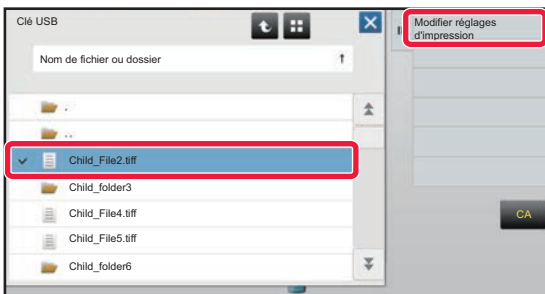 Clé USB
Modifier réglages
d'impression
Nom de fichier ou dossier
.
..
Child_File2.tiff
Child_folder3
Child_File4.tiff
Child_File5.tiff
Child_folder6
CA